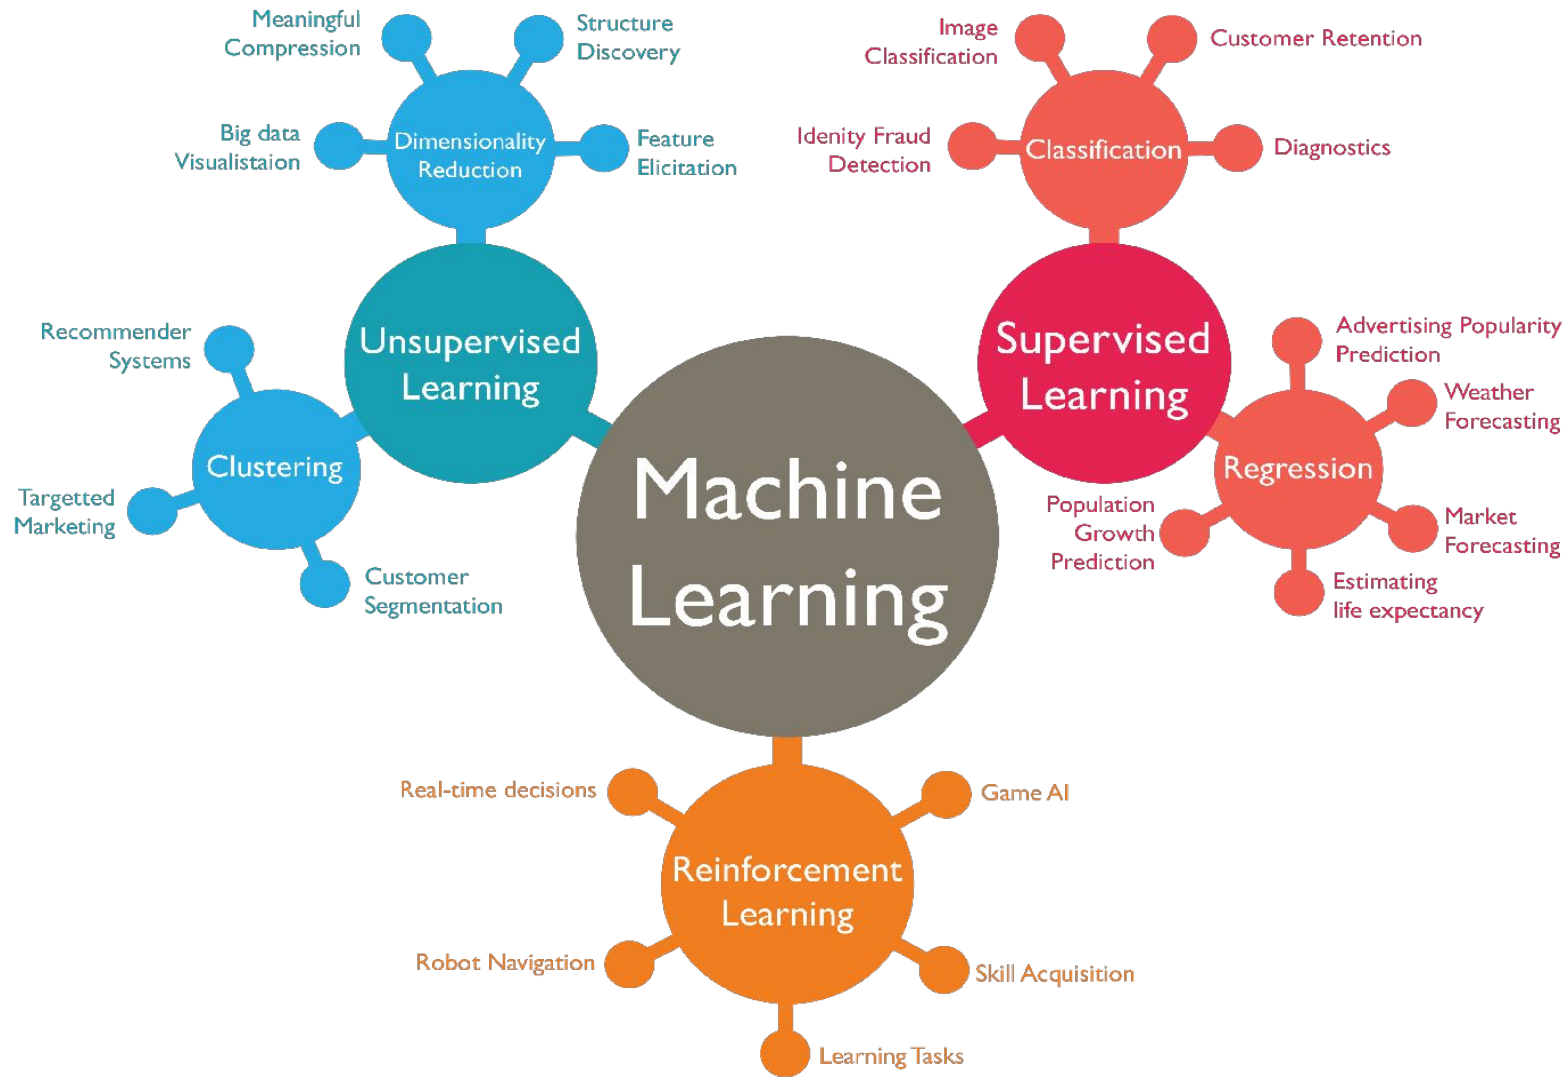 Meaningful
Compression
Structure
Discovery
Big data
Visualistaion
Dimensionality
Reduction
Feature
Elicitation
Image
Classification
Customer Retention
Idenity Fraud
Detection
Classification
Diagnostics
Recommender
Systems
Unsupervised
Learning
Clustering
Targetted
Marketing
Customer
Segmentation
Machine
Learning
Supervised
Learning
Advertising Popularity
Prediction
Weather
Forecasting
Regression
Population
Growth
Prediction
Market
Forecasting
Estimating
life expectancy
Real-time decisions
Game AI
Reinforcement
Learning
Robot Navigation
Skill Acquisition
Learning Tasks